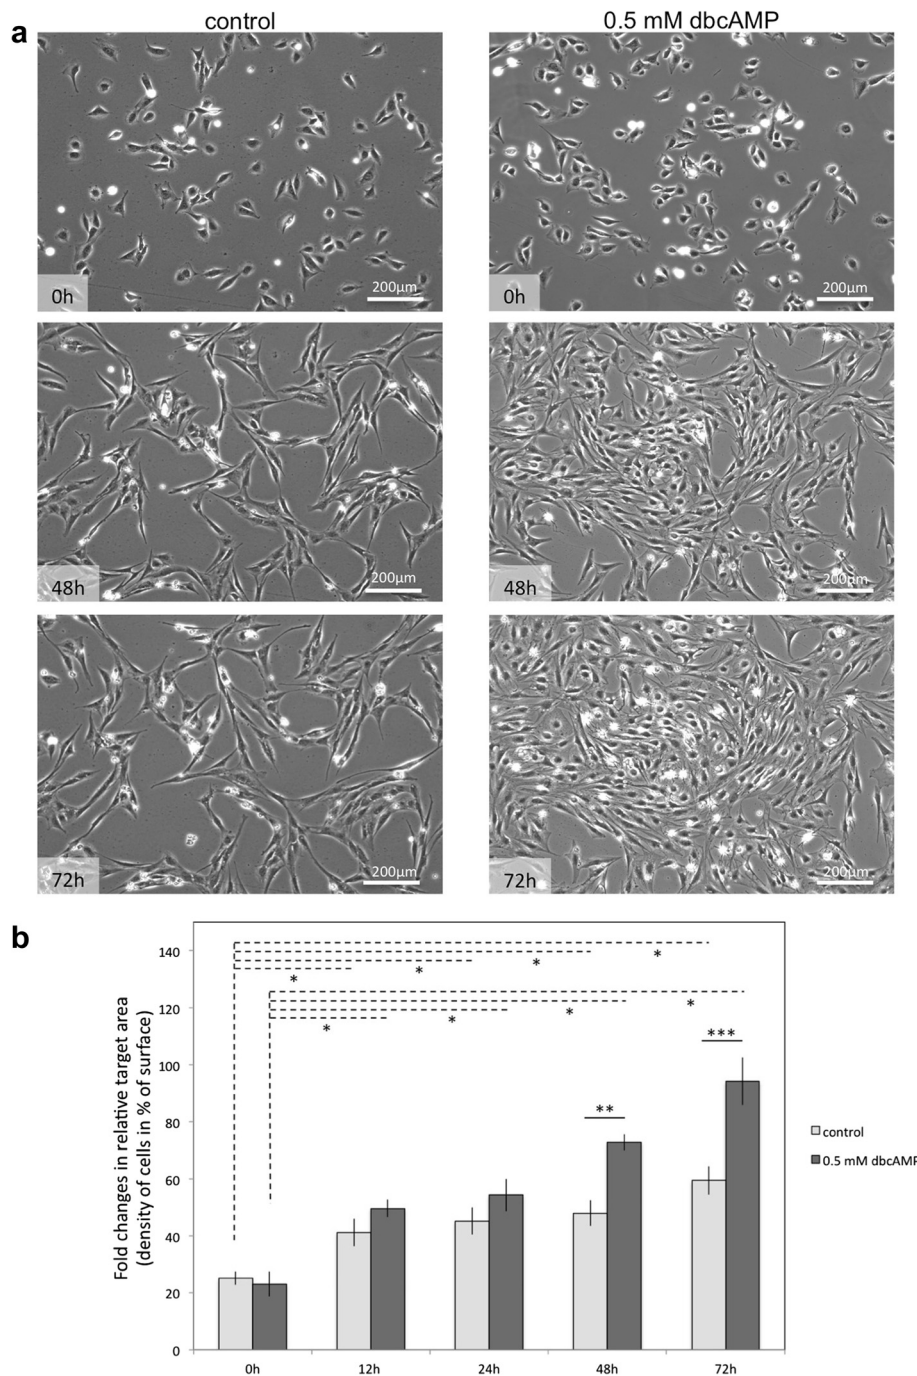 a
control
0.5 mM dbcAMP
0h
200µm
0h
200µm
48h
200µm
48h
200µm
72h
200µm
72h
200µm
b
Fold changes in relative target area
(density of cells in % of surface)
140
120
100
80
60
40
20
0
*
*
*
*
*
*
*
*
**
***
0h
12h
24h
48h
72h
control
0.5 mM dbcAMP